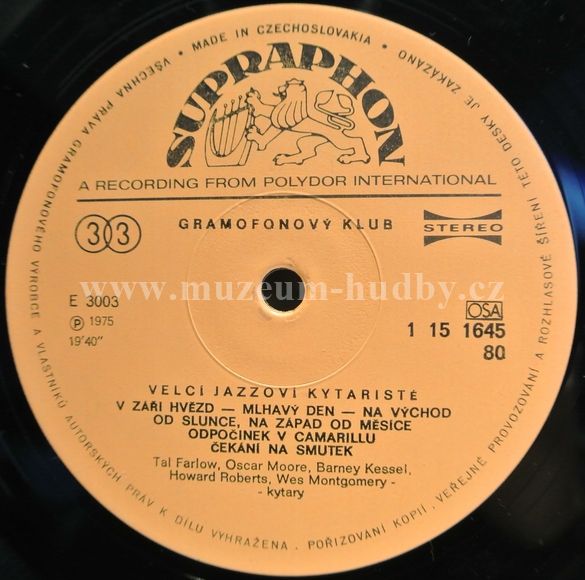 VŠECHNA PRÁVA GRAMOFONOVÉHO VÝROBCE A VLASTNÍKŮ AUTORSKÝCH PRÁV K DÍLU VYHRAŽENA. POŘIZOVÁNÍ KOPIÍ, VEŘEJNÉ PROVOZOVÁNÍ A ROZHLASOVÉ ŠÍŘENÍ TÉTO DESKY JE ZAKÁZÁNO • MADE IN CZECHOSLOVAKIA •
SUPRAPHON
A RECORDING FROM POLYDOR INTERNATIONAL
33 GRAMOFONOVÝ KLUB STEREO
www.muzeum-hudby.cz
E 3003 OSA
Ⓟ 1975 1 15 1645
19'40" 80
VELCÍ JAZZOVÍ KYTARISTÉ
V ZÁŘI HVĚZD — MLHAVÝ DEN — NA VÝCHOD
OD SLUNCE, NA ZÁPAD OD MĚSÍCE
ODPOČINEK V CAMARILLU
ČEKÁNÍ NA SMUTEK
Tal Farlow, Oscar Moore, Barney Kessel,
Howard Roberts, Wes Montgomery -
- kytary